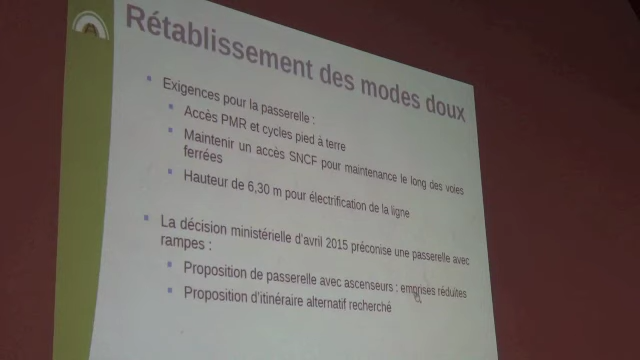 Rétablissement des modes doux
Exigences pour la passerelle :
Accès PMR et cycles pied à terre
Maintenir un accès SNCF pour maintenance le long des voies
ferrées
Hauteur de 6,30 m pour électrification de la ligne
La décision ministérielle d'avril 2015 préconise une passerelle avec
rampes :
Proposition de passerelle avec ascenseurs : emprises réduites
Proposition d'itinéraire alternatif recherché